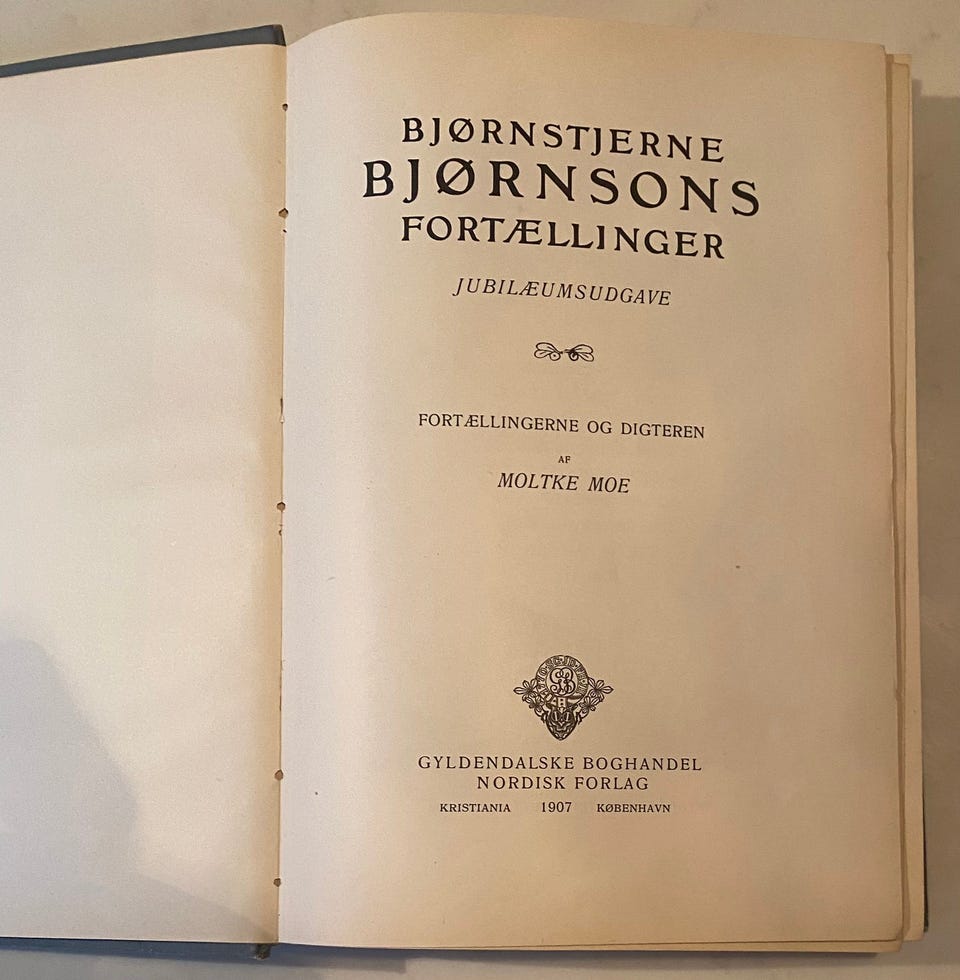 BJØRNSTJERNE
BJØRNSONS
FORTÆLLINGER
JUBILÆUMSUDGAVE
FORTÆLLINGERNE OG DIGTEREN
AF
MOLTKE MOE
GYLDENDALSKE BOGHANDEL
NORDISK FORLAG
KRISTIANIA 1907 KØBENHAVN